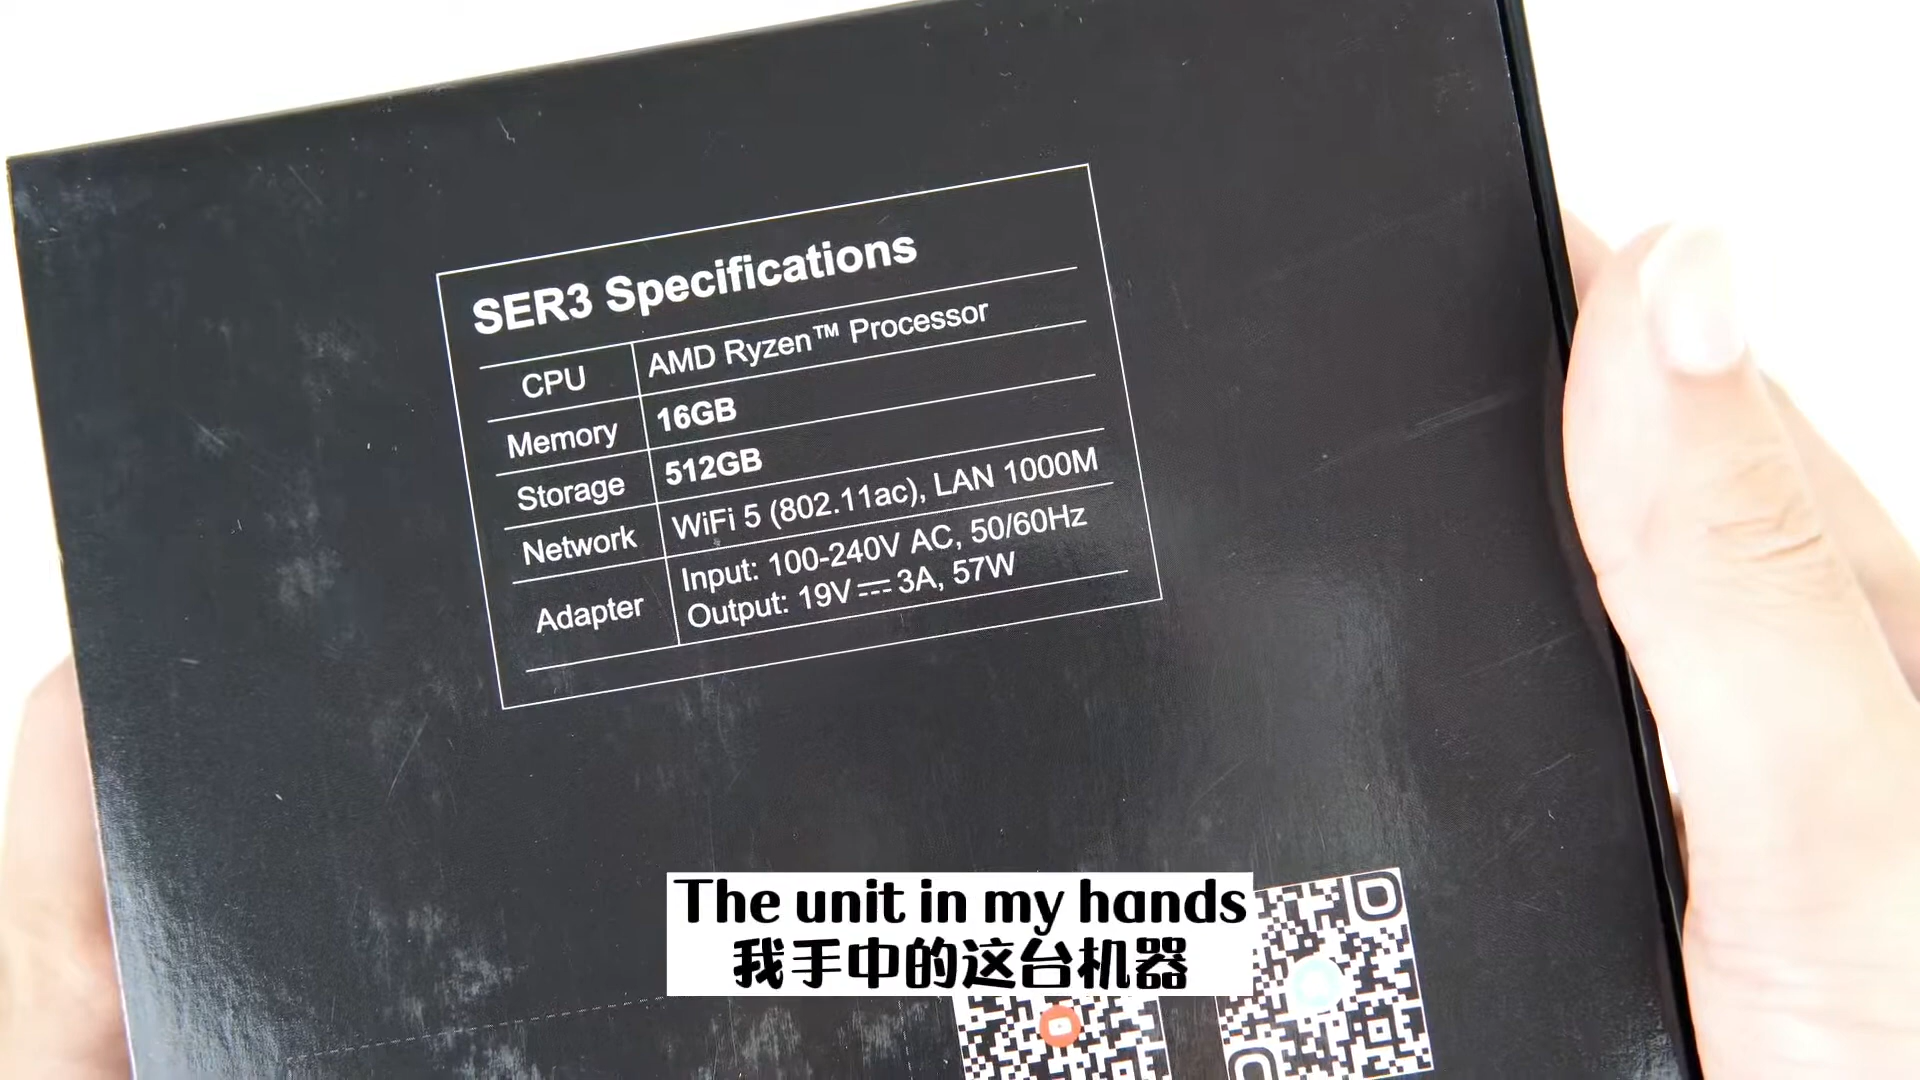 SER3 Specifications
CPU AMD Ryzen™ Processor
Memory 16GB
Storage 512GB
Network WiFi 5 (802.11ac), LAN 1000M
Adapter Input: 100-240V AC, 50/60Hz
Output: 19V⎓3A, 57W
The unit in my hands
我手中的这台机器